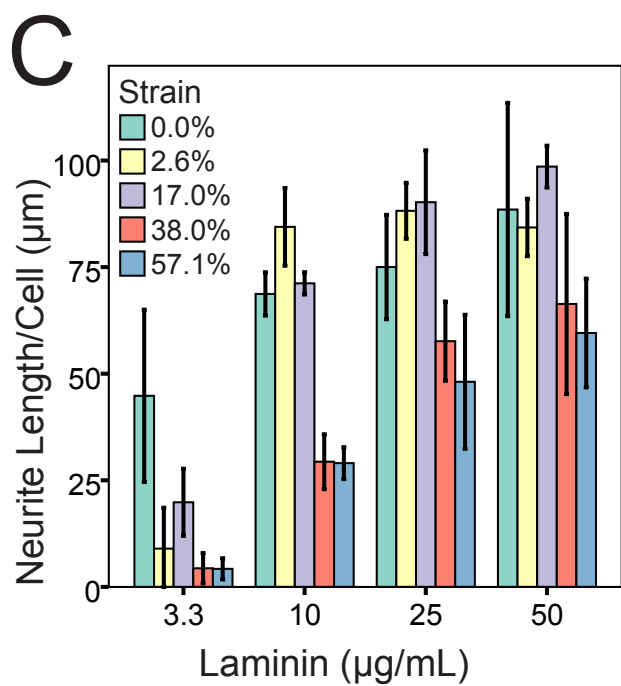 C
Strain
0.0%
2.6%
17.0%
38.0%
57.1%
100
75
50
25
0
Neurite Length/Cell (μm)
3.3 10 25 50
Laminin (μg/mL)